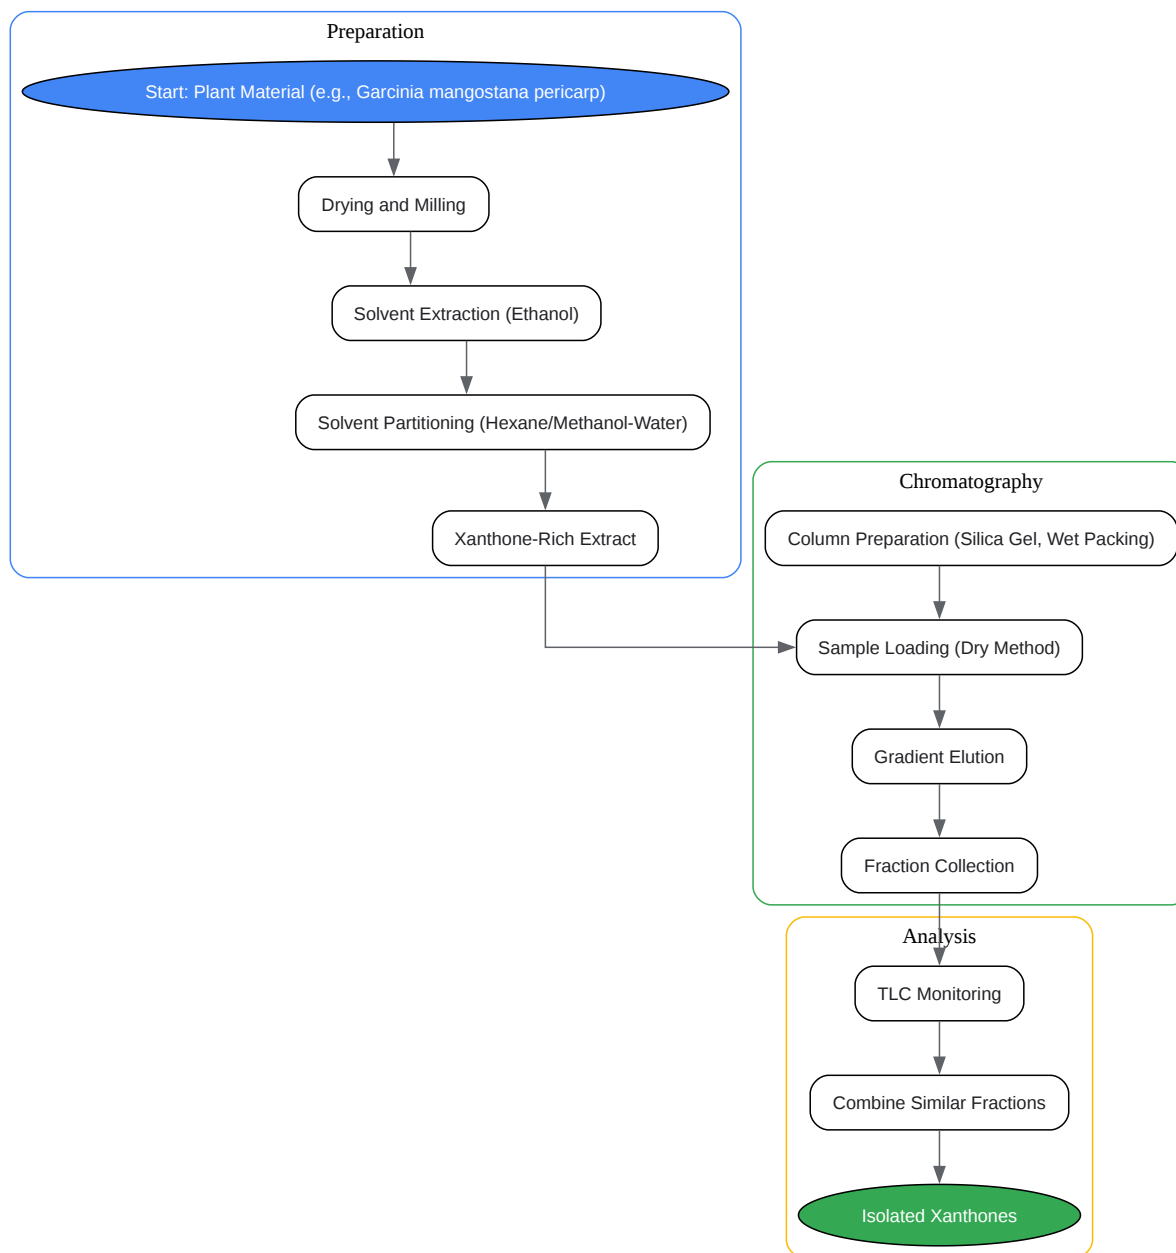 Preparation
Start: Plant Material (e.g., Garcinia mangostana pericarp)
Drying and Milling
Solvent Extraction (Ethanol)
Solvent Partitioning (Hexane/Methanol-Water)
Xanthone-Rich Extract
Chromatography
Column Preparation (Silica Gel, Wet Packing)
Sample Loading (Dry Method)
Gradient Elution
Fraction Collection
Analysis
TLC Monitoring
Combine Similar Fractions
Isolated Xanthones